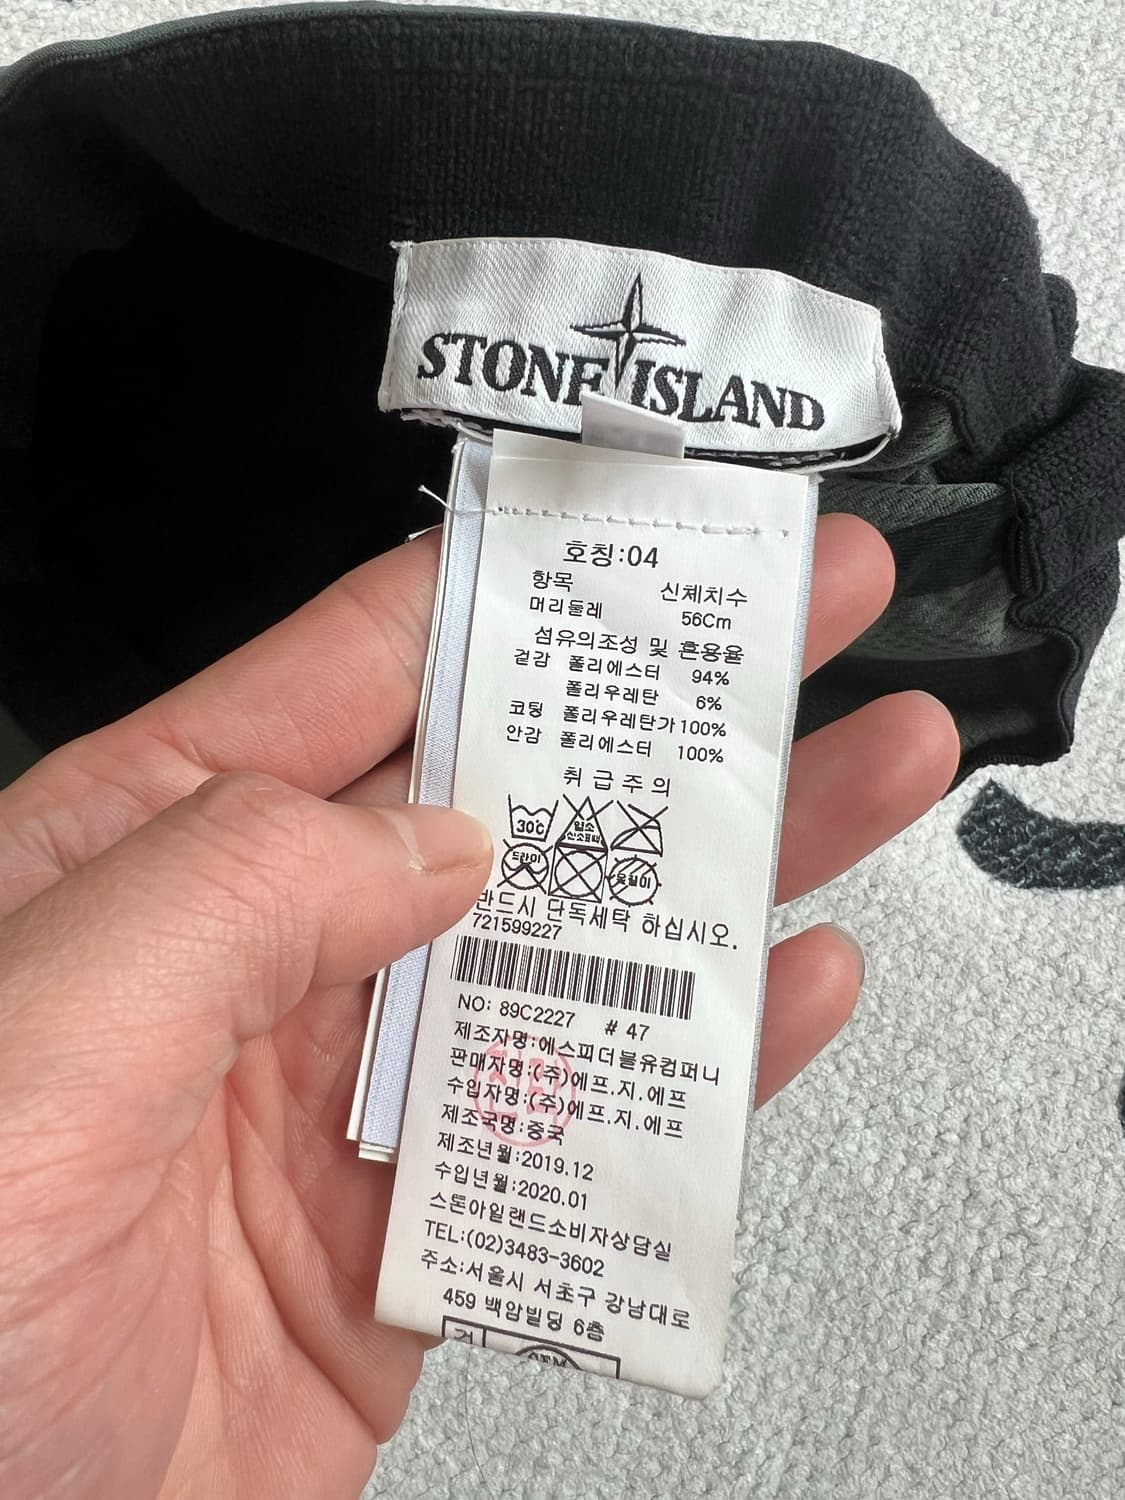 STONE ISLAND
호칭:04
항목 신체치수
머리둘레 56Cm
섬유의조성 및 혼용율
겉감 폴리에스터 94%
폴리우레탄 6%
코팅 폴리우레탄가 100%
안감 폴리에스터 100%
취급주의
30℃
드라이
반드시 단독세탁 하십시오.
721599227
NO: 89C2227 # 47
제조자명:에스피더블유컴퍼니
판매자명:(주)에프.지.에프
수입자명:(주)에프.지.에프
제조국명:중국
제조년월:2019.12
수입년월:2020.01
스톤아일랜드소비자상담실
TEL:(02)3483-3602
주소:서울시 서초구 강남대로
459 백암빌딩 6층